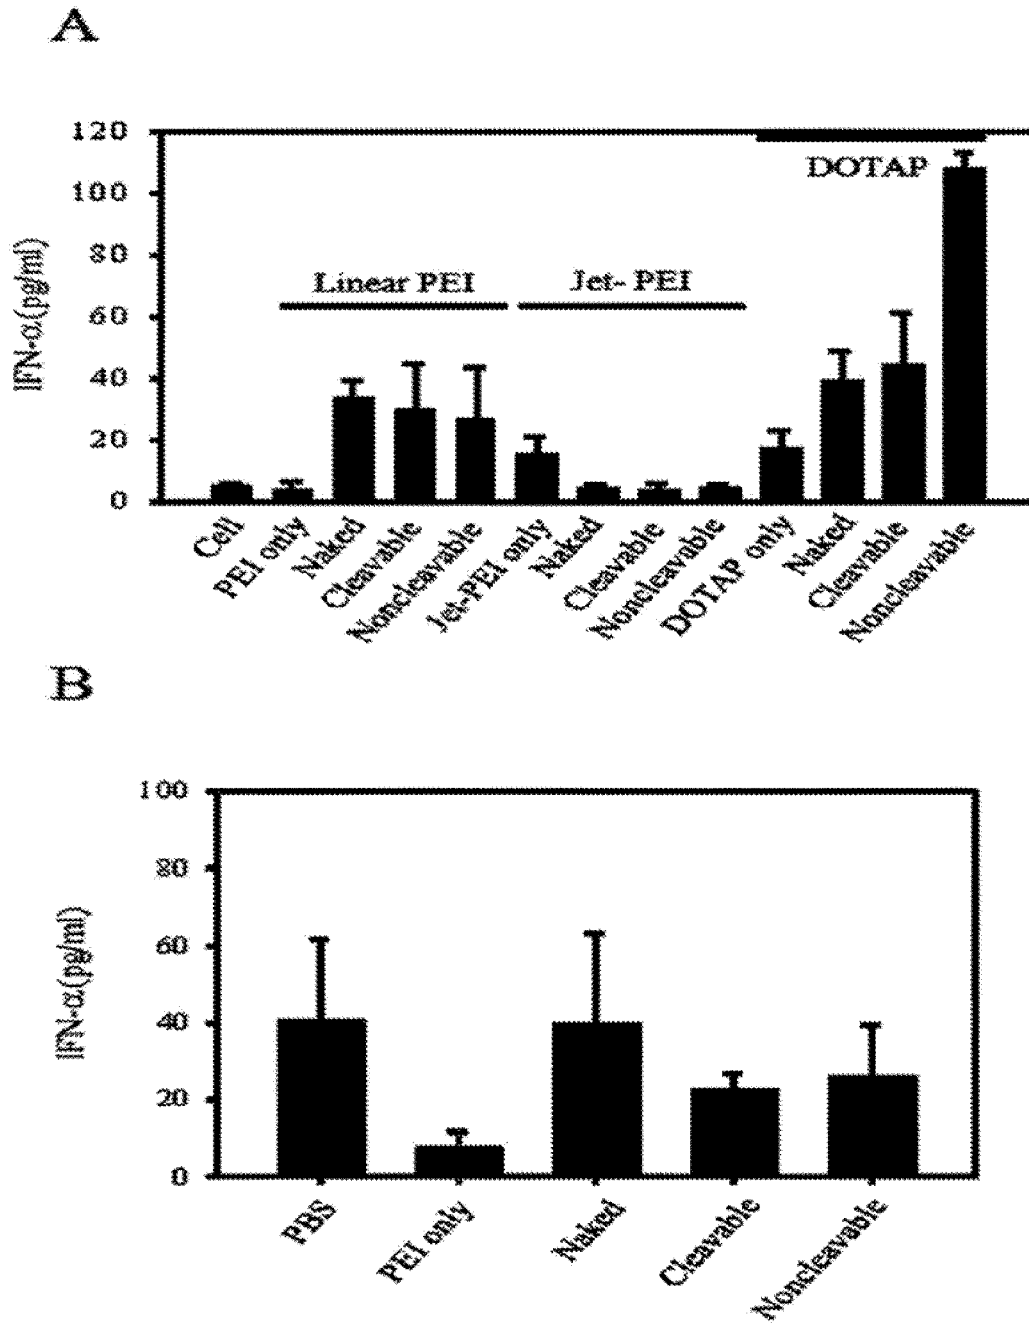 A
120
100
80
60
40
20
0
IFN-α(pg/ml)
DOTAP
Linear PEI
Jet- PEI
Cell
PEI only
Naked
Cleavable
Noncleavable
Jet-PEI only
Naked
Cleavable
Noncleavable
DOTAP only
Naked
Cleavable
Noncleavable
B
100
80
60
40
20
0
IFN-α(pg/ml)
PBS
PEI only
Naked
Cleavable
Noncleavable